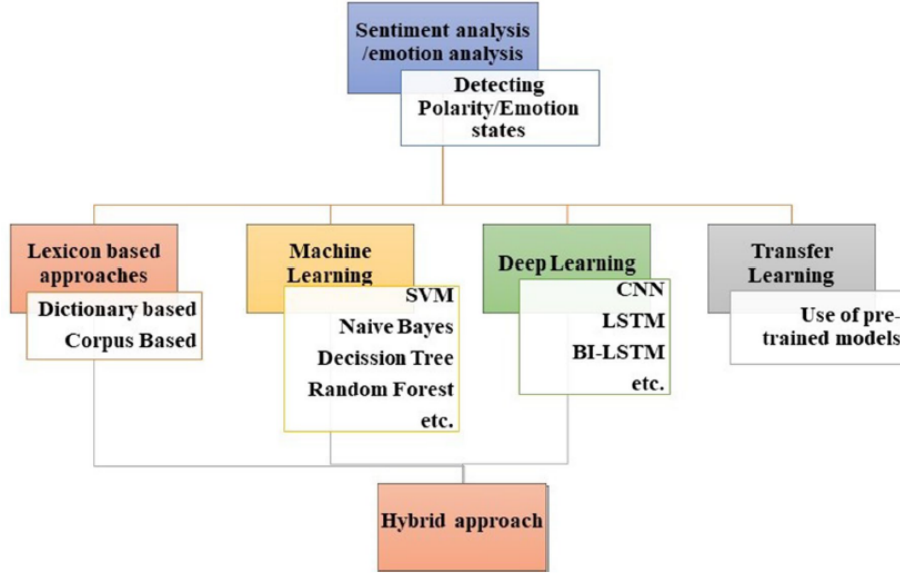 Sentiment analysis
/emotion analysis
Detecting
Polarity/Emotion
states
Lexicon based
approaches
Dictionary based
Corpus Based
Machine
Learning
SVM
Naive Bayes
Decission Tree
Random Forest
etc.
Deep Learning
CNN
LSTM
BI-LSTM
etc.
Transfer
Learning
Use of pre-
trained models
Hybrid approach